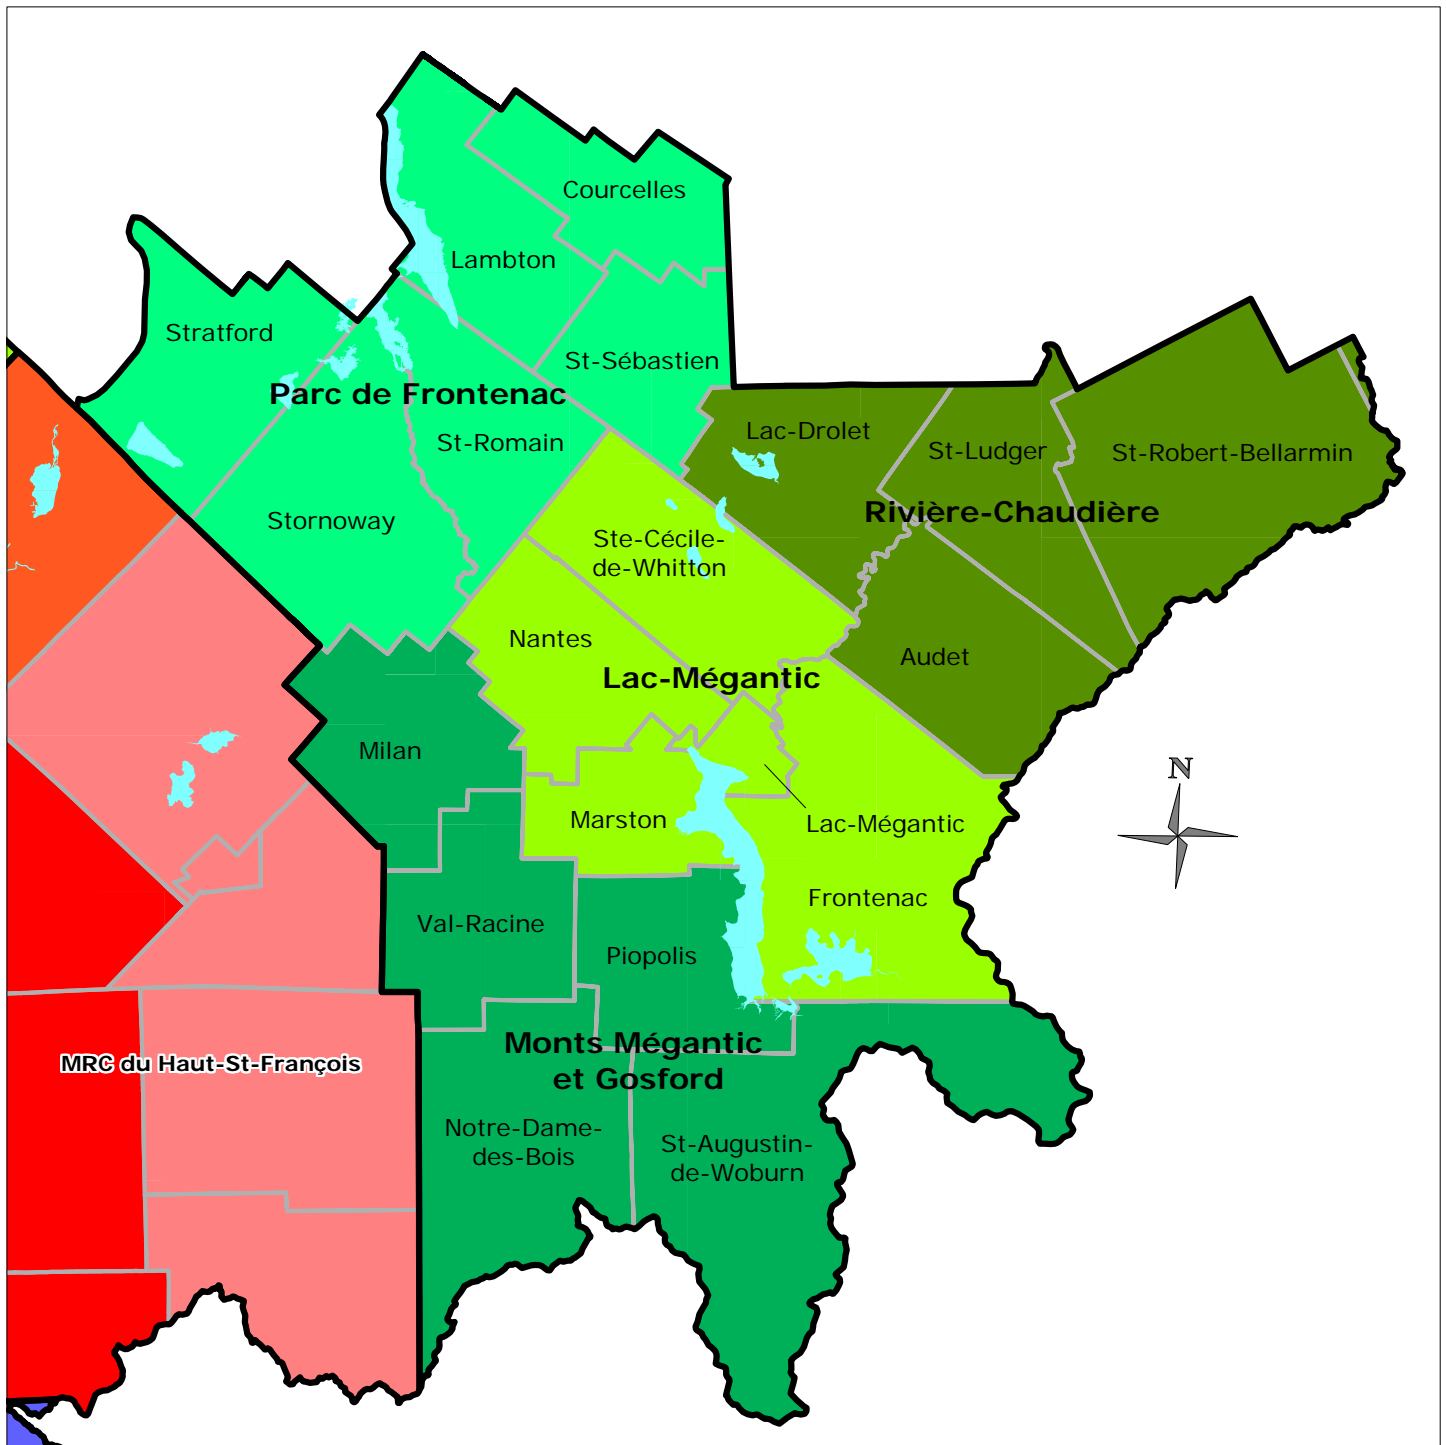 Courcelles
Lambton
Stratford
St-Sébastien
Parc de Frontenac
St-Romain
Lac-Drolet
St-Ludger
St-Robert-Bellarmin
Stornoway
Rivière-Chaudière
Ste-Cécile-
de-Whitton
Nantes
Audet
Lac-Mégantic
Milan
N
Marston
Lac-Mégantic
Frontenac
Val-Racine
Piopolis
Monts Mégantic
et Gosford
MRC du Haut-St-François
Notre-Dame-
des-Bois
St-Augustin-
de-Woburn